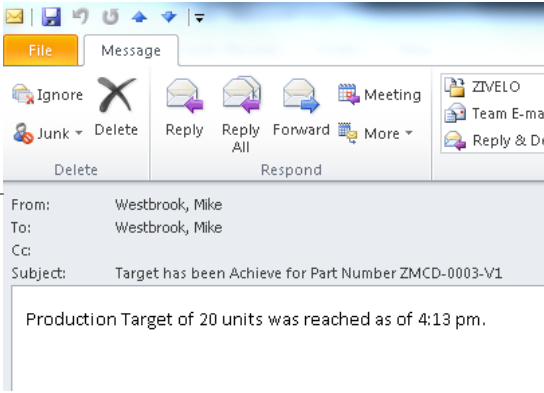 File Message
Ignore Delete Reply Reply All Forward Meeting ZIVELO
Junk More Team E-ma
Reply & De
Delete Respond
From: Westbrook, Mike
To: Westbrook, Mike
Cc:
Subject: Target has been Achieve for Part Number ZMCD-0003-V1
Production Target of 20 units was reached as of 4:13 pm.